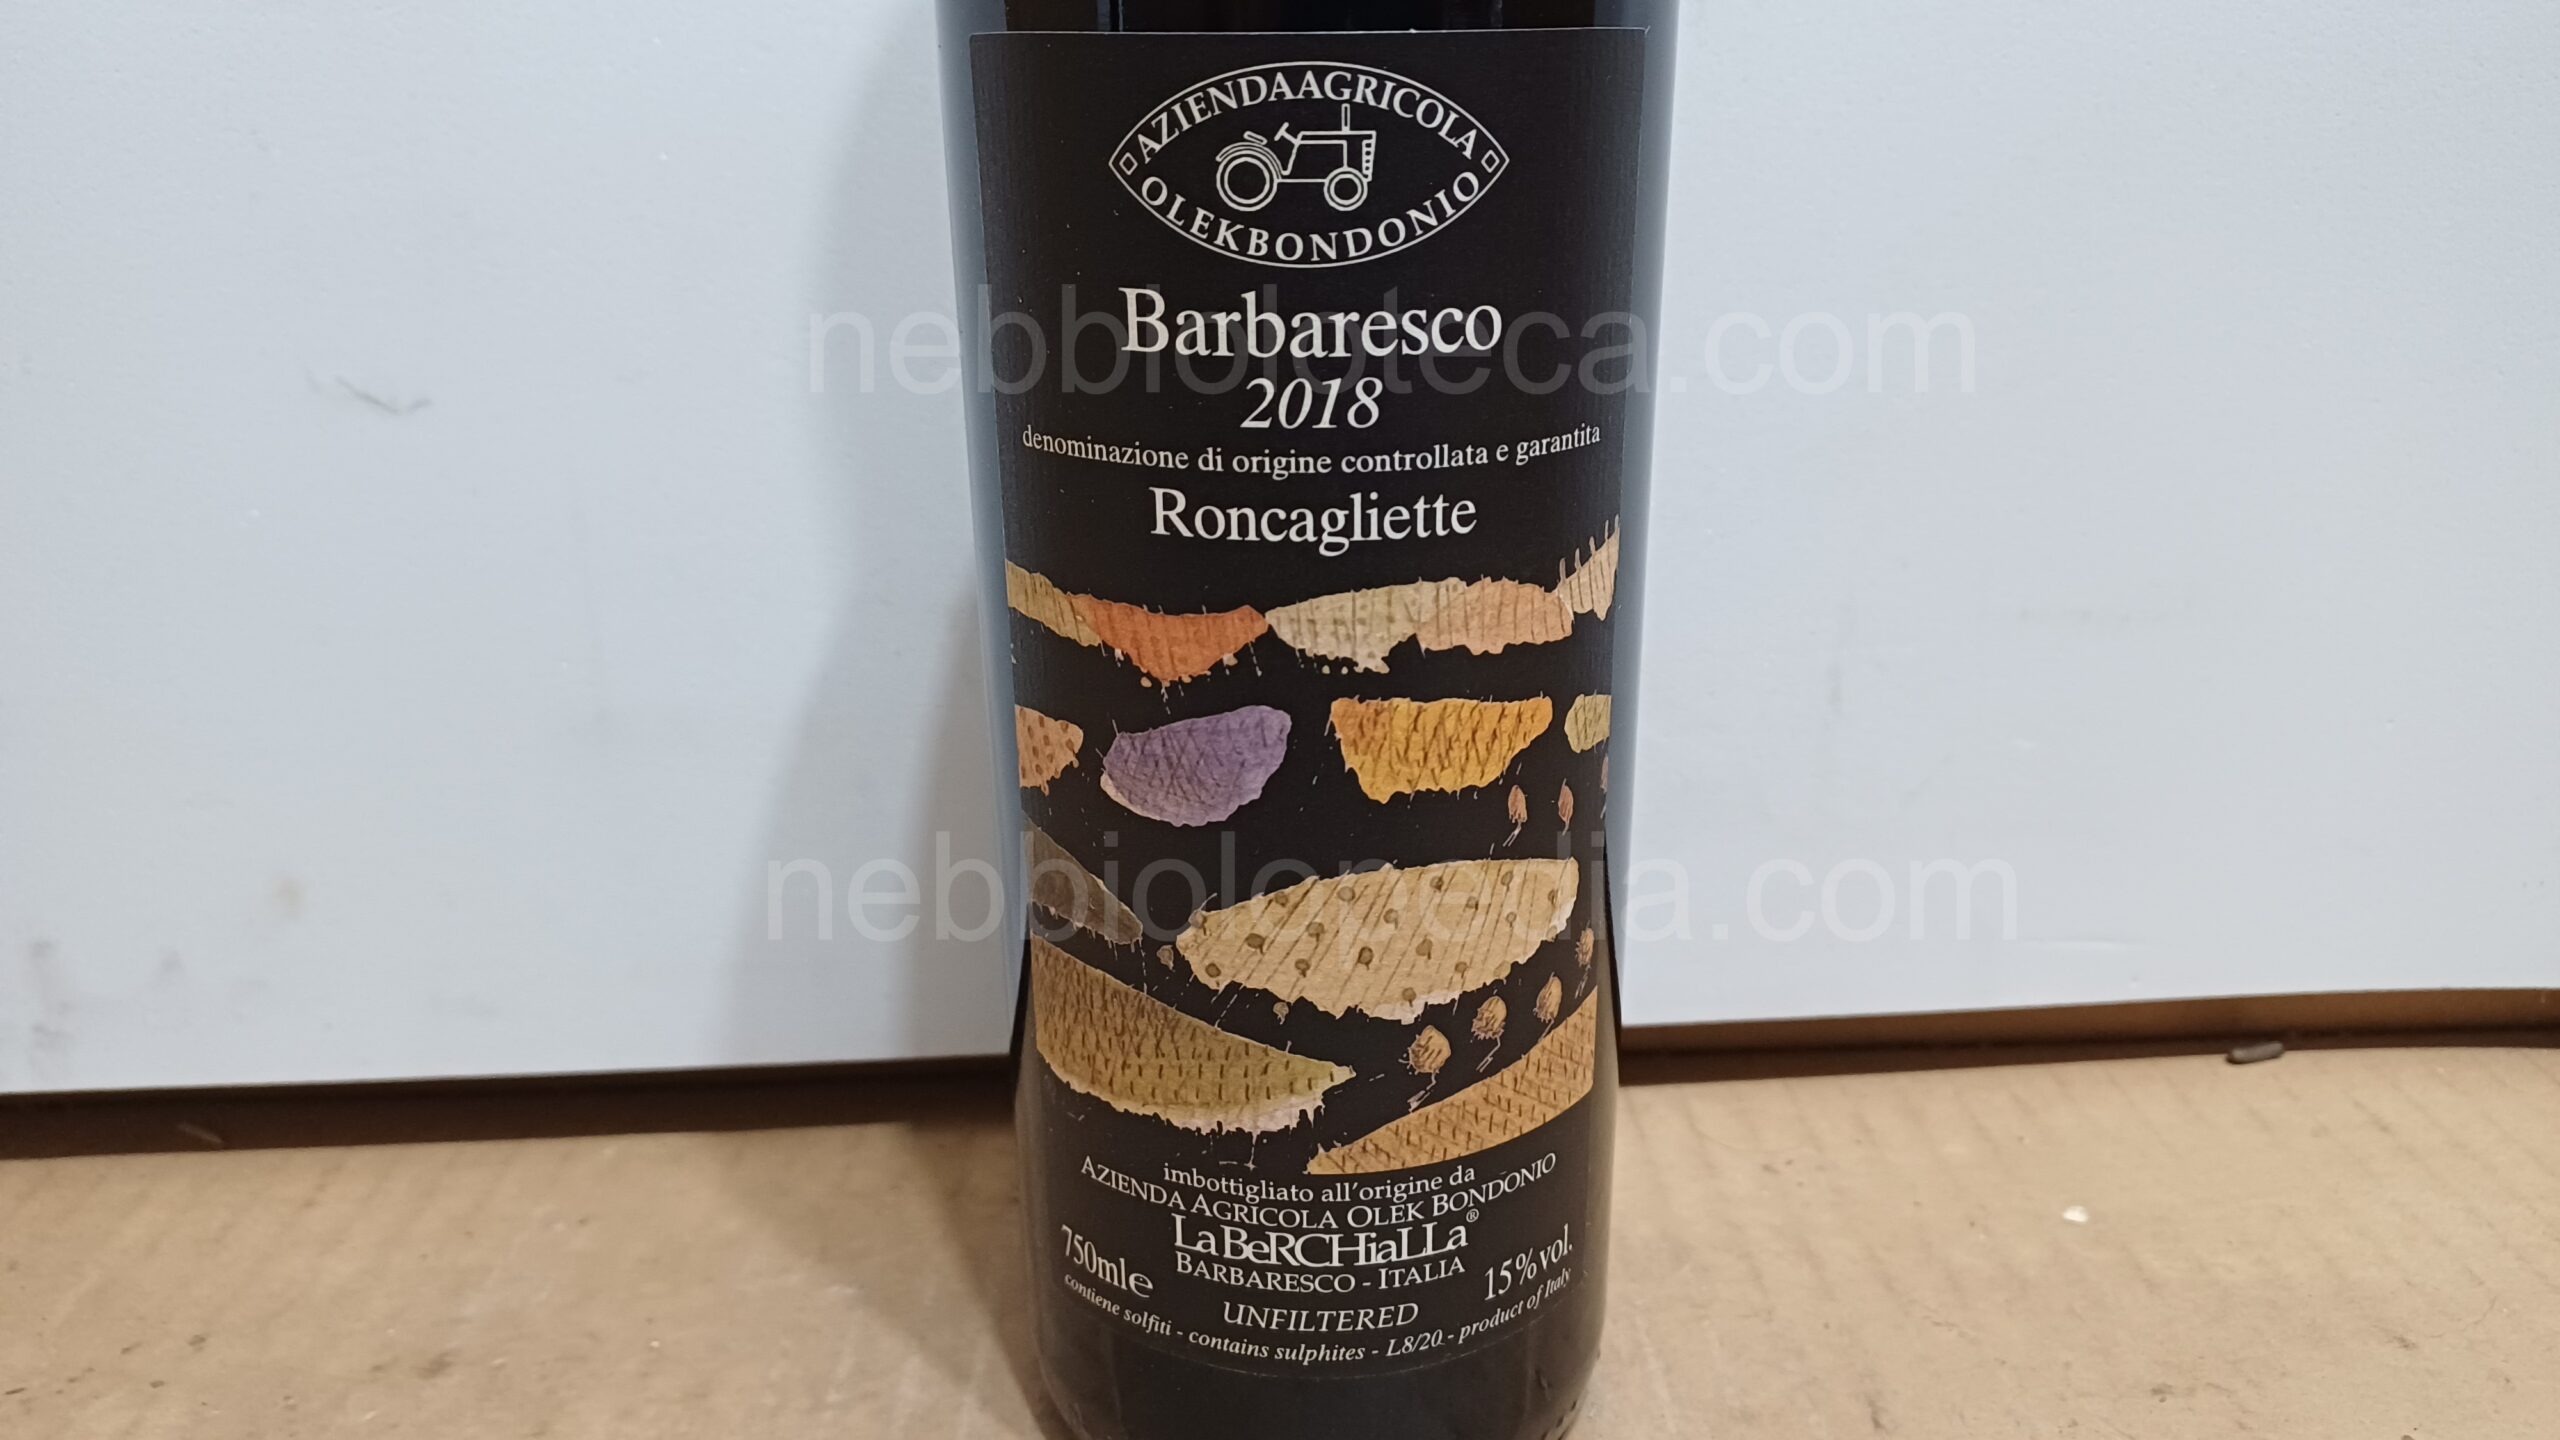 AZIENDAAGRICOLA
OLEKBONDONIO
Barbaresco
nebbioloteca.com
2018
denominazione di origine controllata e garantita
Roncagliette
nebbiolopedia.com
imbottigliato all'origine da
AZIENDA AGRICOLA OLEK BONDONIO
LaBeRCHiaLLa®
BARBARESCO - ITALIA
750mle
15%vol.
UNFILTERED
contiene solfiti - contains sulphites - L8/20 - product of Italy